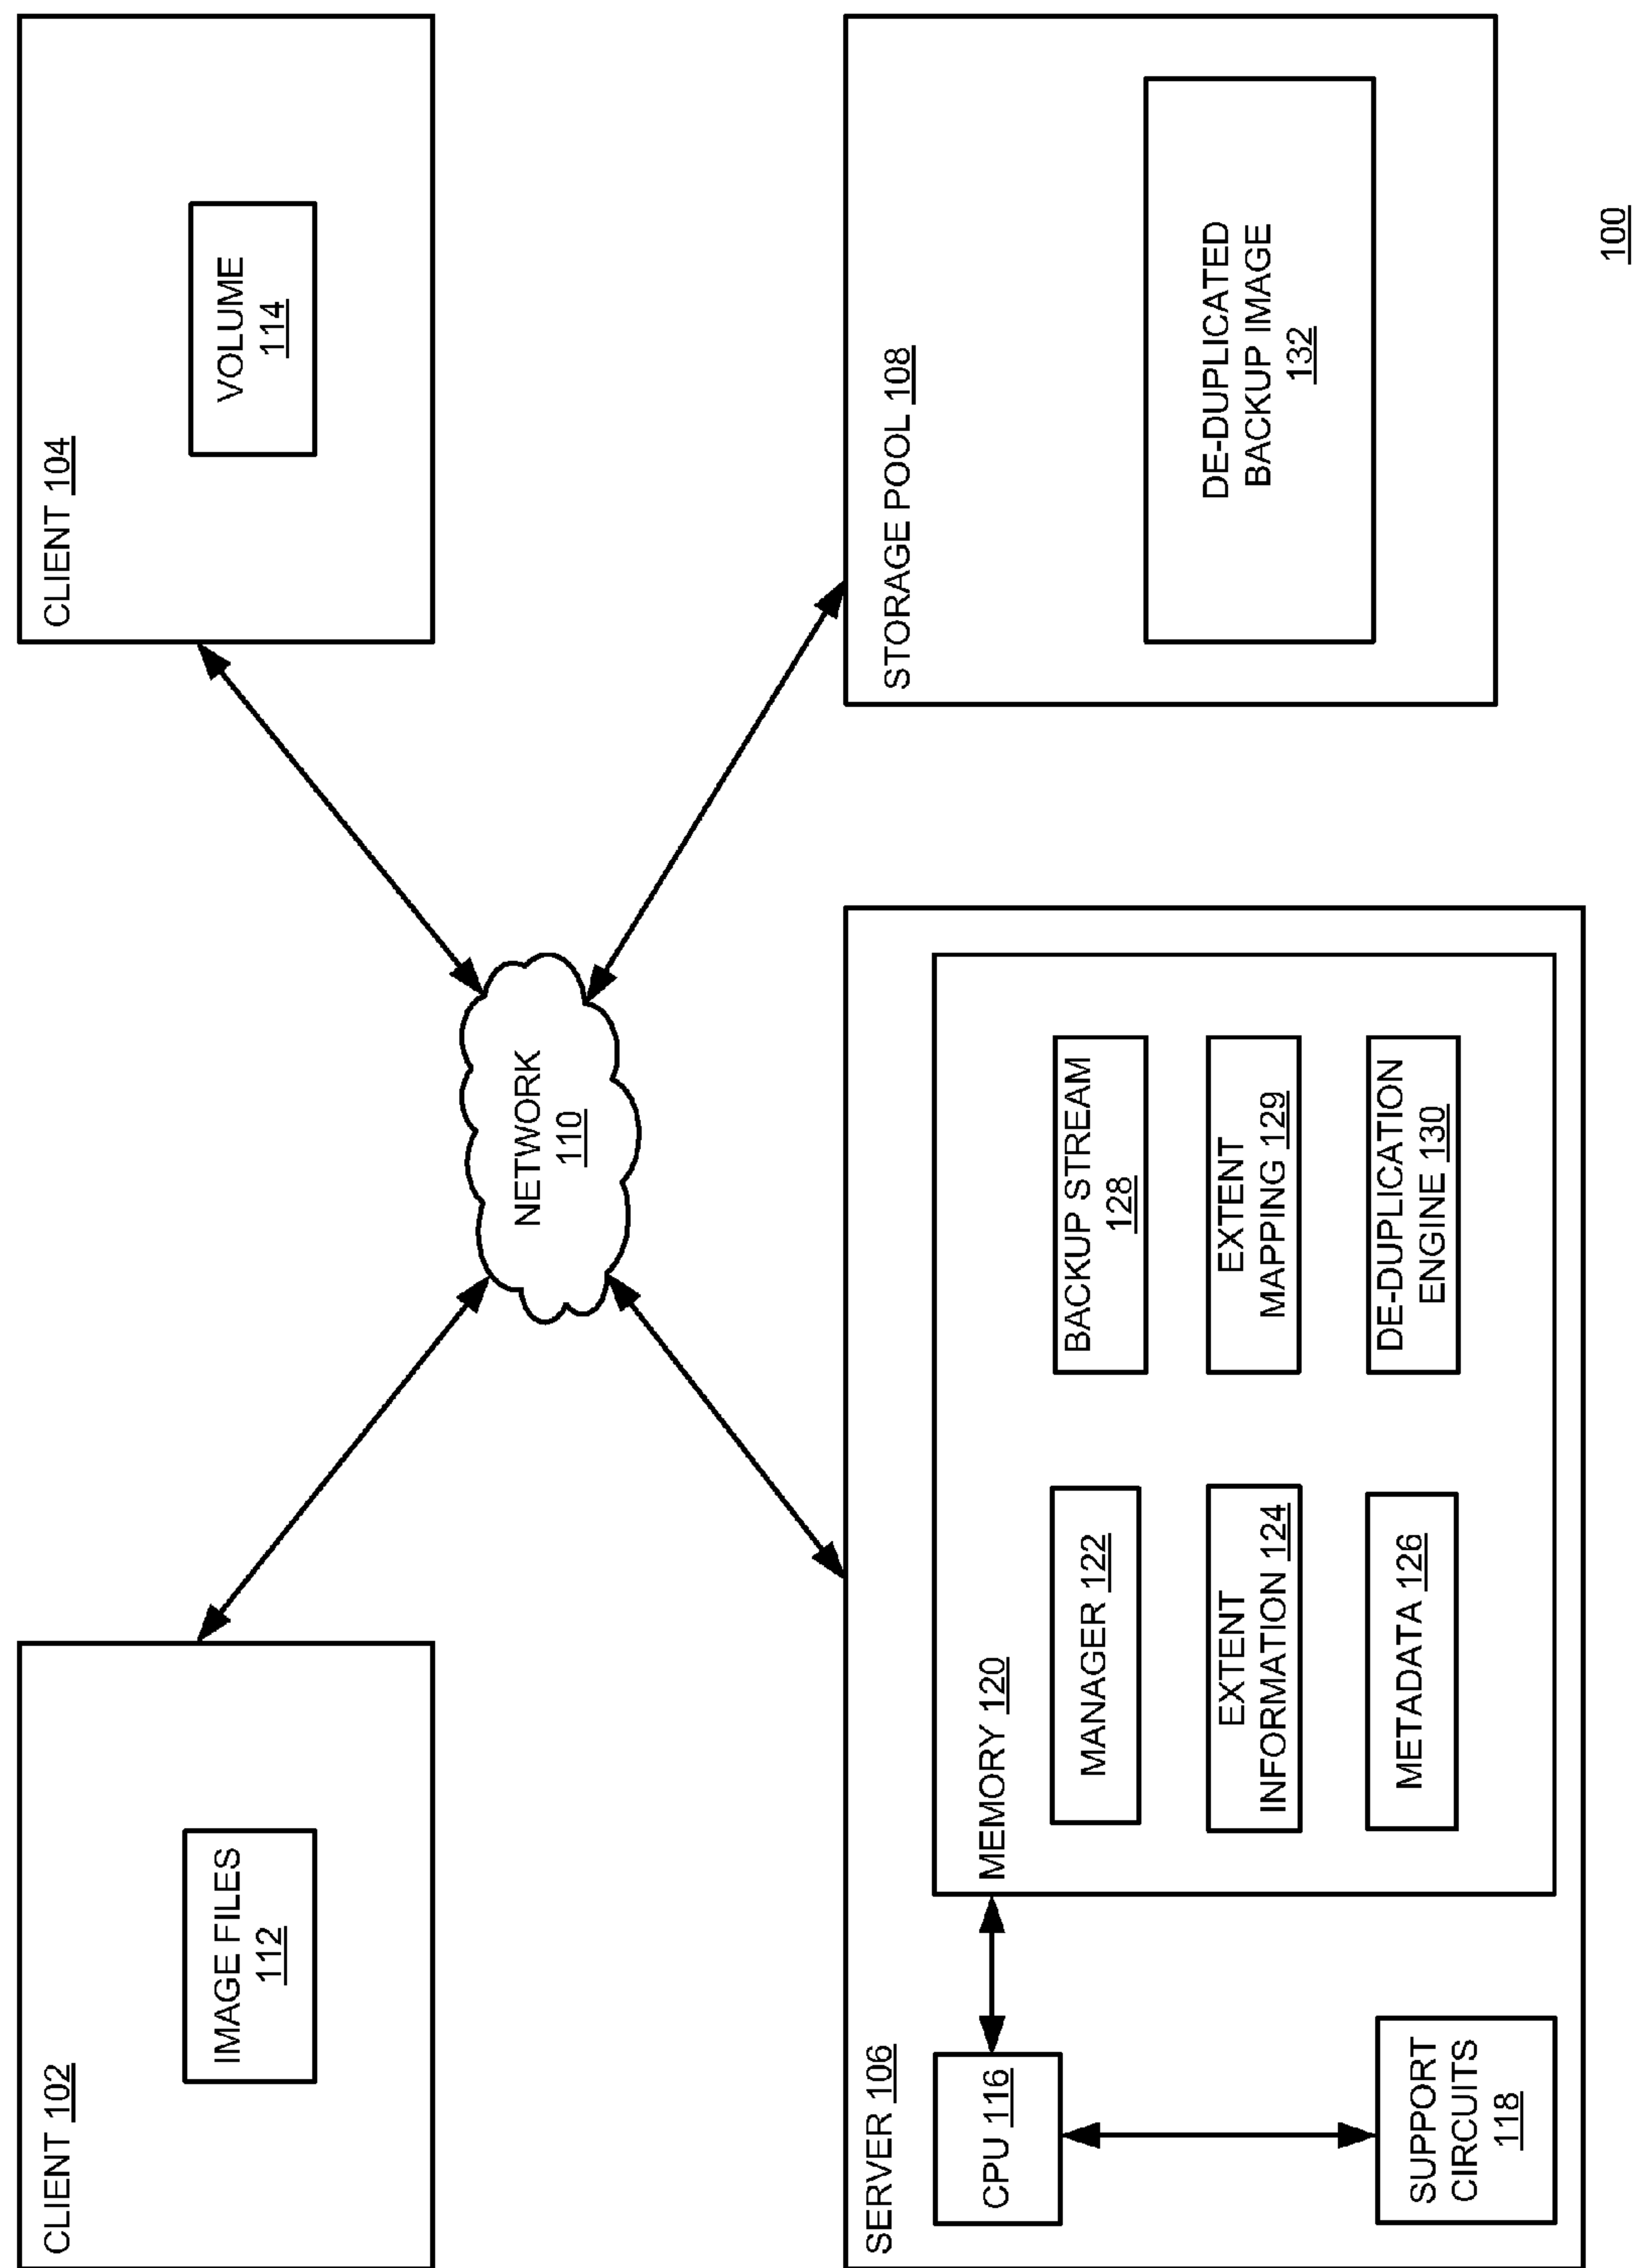 CLIENT 102
IMAGE FILES
112
CLIENT 104
VOLUME
114
NETWORK
110
SERVER 106
CPU 116
SUPPORT
CIRCUITS
118
MEMORY 120
MANAGER 122
EXTENT
INFORMATION 124
METADATA 126
BACKUP STREAM
128
EXTENT
MAPPING 129
DE-DUPLICATION
ENGINE 130
STORAGE POOL 108
DE-DUPLICATED
BACKUP IMAGE
132
100